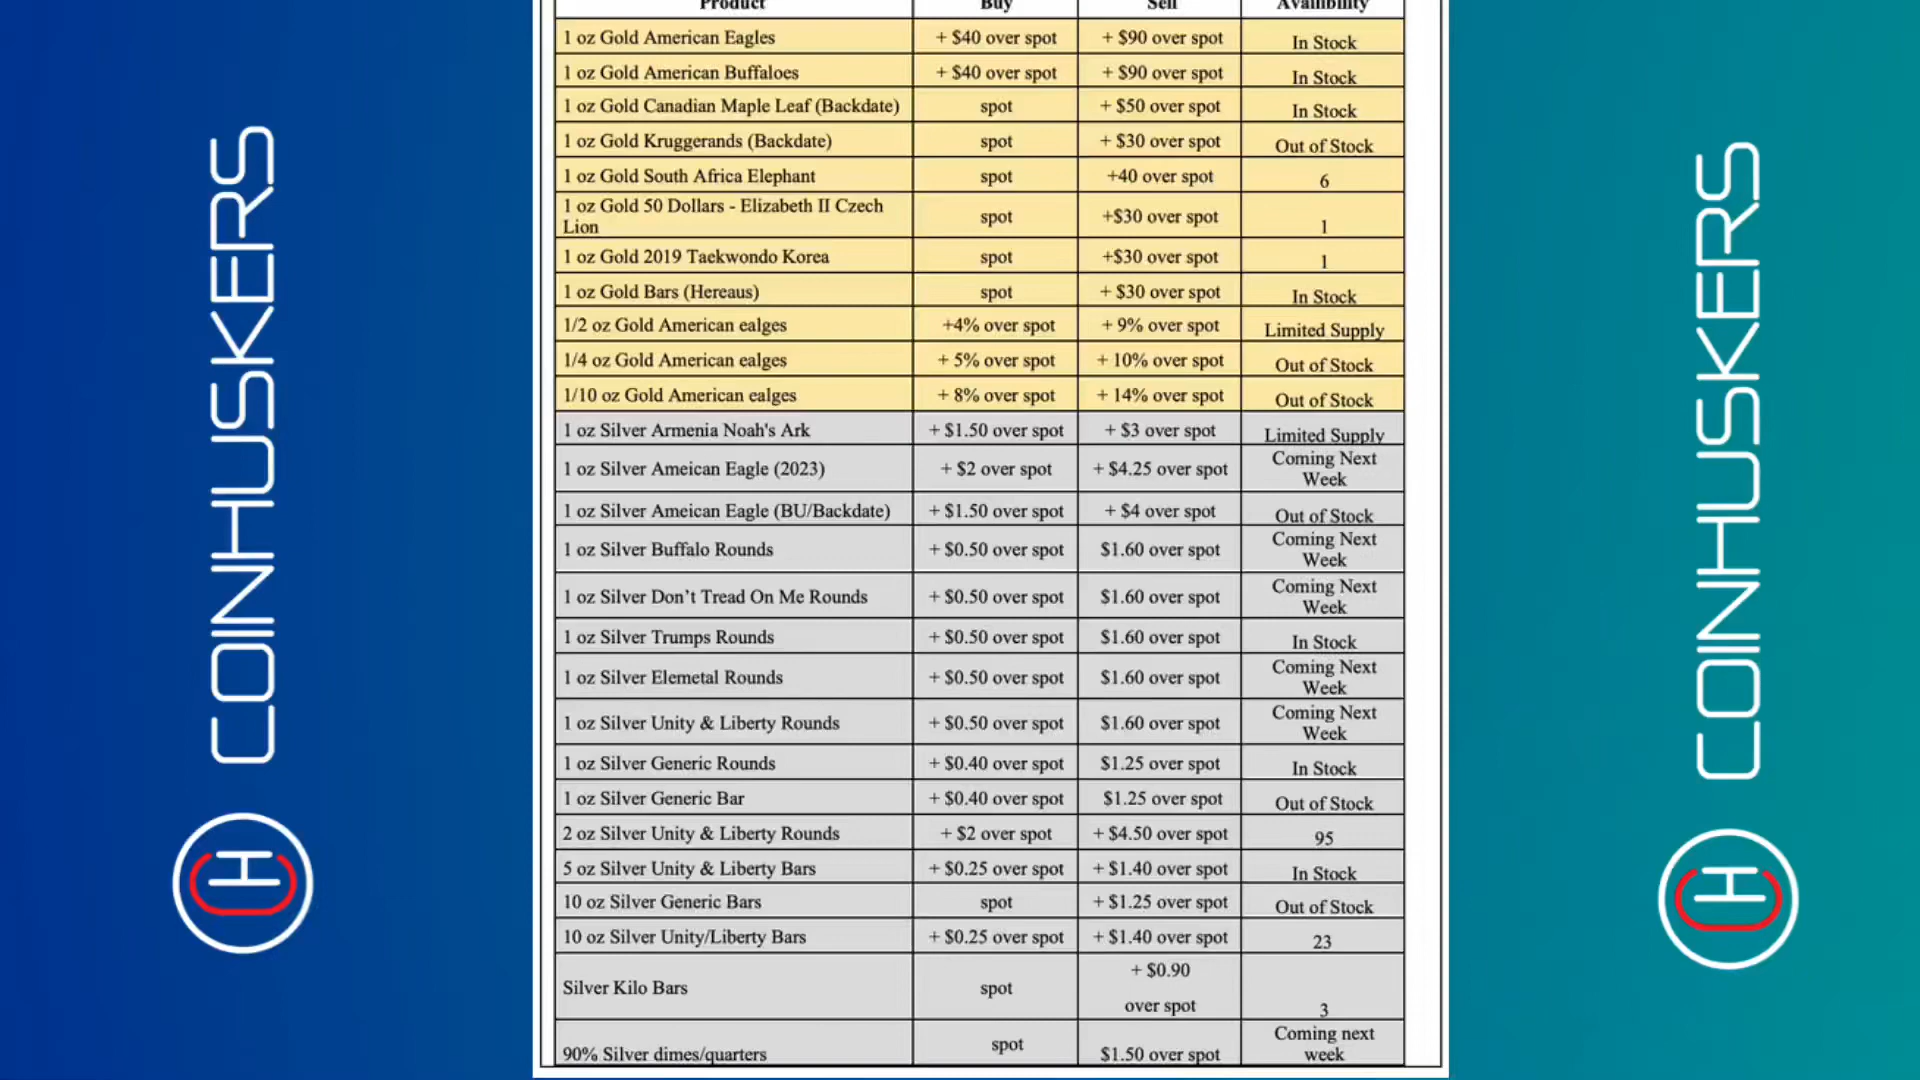 COINHUSKERS
Product Buy Sell Availibility
1 oz Gold American Eagles + $40 over spot + $90 over spot In Stock
1 oz Gold American Buffaloes + $40 over spot + $90 over spot In Stock
1 oz Gold Canadian Maple Leaf (Backdate) spot + $50 over spot In Stock
1 oz Gold Kruggerands (Backdate) spot + $30 over spot Out of Stock
1 oz Gold South Africa Elephant spot +40 over spot 6
1 oz Gold 50 Dollars - Elizabeth II Czech
Lion spot +$30 over spot 1
1 oz Gold 2019 Taekwondo Korea spot +$30 over spot 1
1 oz Gold Bars (Hereaus) spot + $30 over spot In Stock
1/2 oz Gold American ealges +4% over spot + 9% over spot Limited Supply
1/4 oz Gold American ealges + 5% over spot + 10% over spot Out of Stock
1/10 oz Gold American ealges + 8% over spot + 14% over spot Out of Stock
1 oz Silver Armenia Noah's Ark + $1.50 over spot + $3 over spot Limited Supply
1 oz Silver Ameican Eagle (2023) + $2 over spot + $4.25 over spot Coming Next
Week
1 oz Silver Ameican Eagle (BU/Backdate) + $1.50 over spot + $4 over spot Out of Stock
1 oz Silver Buffalo Rounds + $0.50 over spot $1.60 over spot Coming Next
Week
1 oz Silver Don’t Tread On Me Rounds + $0.50 over spot $1.60 over spot Coming Next
Week
1 oz Silver Trumps Rounds + $0.50 over spot $1.60 over spot In Stock
1 oz Silver Elemetal Rounds + $0.50 over spot $1.60 over spot Coming Next
Week
1 oz Silver Unity & Liberty Rounds + $0.50 over spot $1.60 over spot Coming Next
Week
1 oz Silver Generic Rounds + $0.40 over spot $1.25 over spot In Stock
1 oz Silver Generic Bar + $0.40 over spot $1.25 over spot Out of Stock
2 oz Silver Unity & Liberty Rounds + $2 over spot + $4.50 over spot 95
5 oz Silver Unity & Liberty Bars + $0.25 over spot + $1.40 over spot In Stock
10 oz Silver Generic Bars spot + $1.25 over spot Out of Stock
10 oz Silver Unity/Liberty Bars + $0.25 over spot + $1.40 over spot 23
Silver Kilo Bars spot + $0.90
over spot 3
90% Silver dimes/quarters spot $1.50 over spot Coming next
week
COINHUSKERS